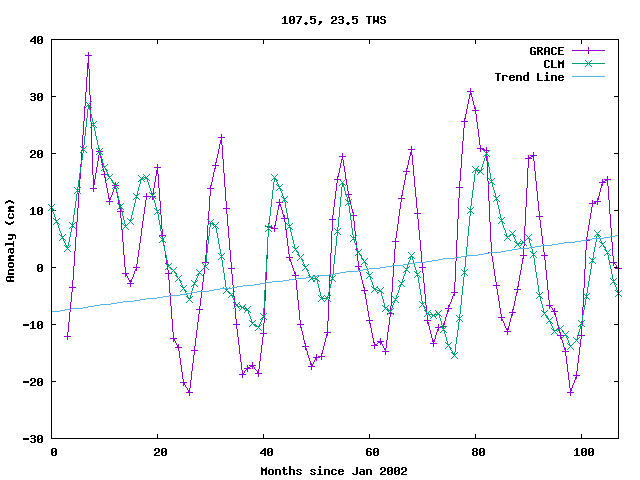 107.5, 23.5 TWS
GRACE
CLM
Trend Line
40
30
20
10
0
-10
-20
-30
Anomaly (cm)
0 20 40 60 80 100
Months since Jan 2002